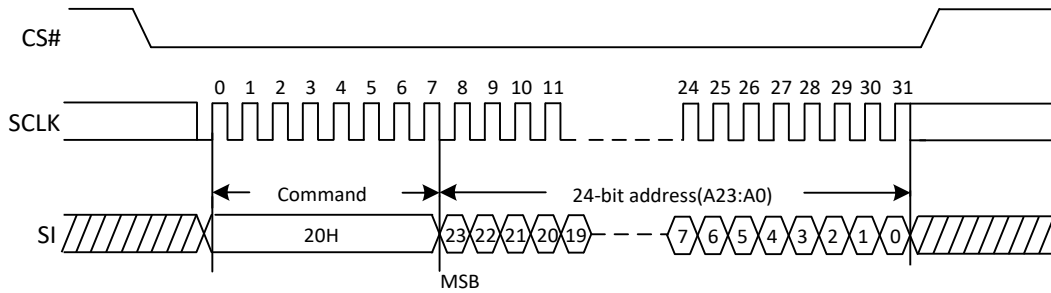 CS#
0 1 2 3 4 5 6 7 8 9 10 11 24 25 26 27 28 29 30 31
SCLK
Command 24-bit address(A23:A0)
SI 20H 23 22 21 20 19 7 6 5 4 3 2 1 0
MSB